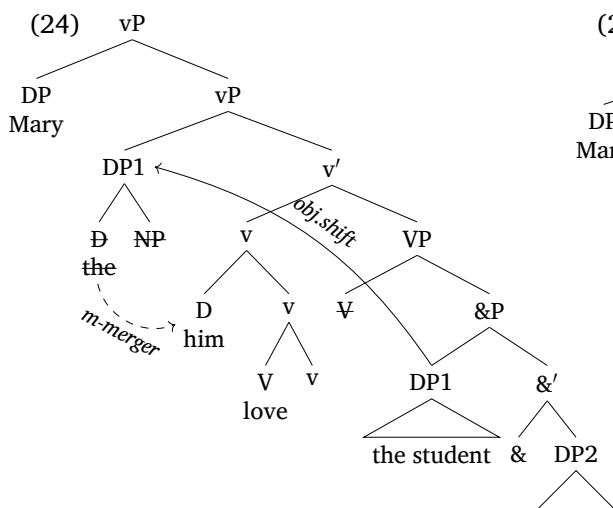 (24) vP (2
DP vP DP
Mary Mar
DP1 v′
obj.shift
D NP v VP
the
m-merger D v V &P
him
V v DP1 &′
love
the student & DP2